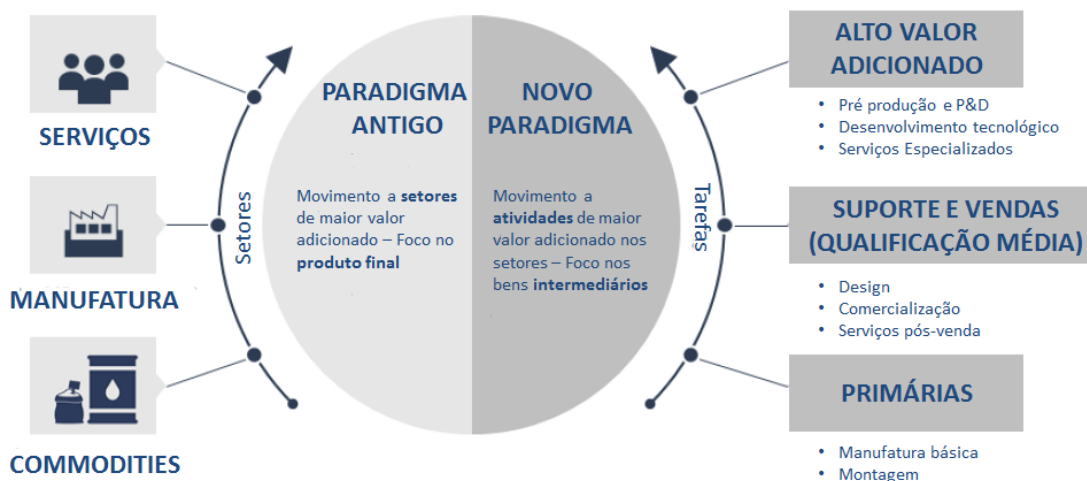 SERVIÇOS
MANUFATURA
COMMODITIES
Setores
PARADIGMA
ANTIGO
Movimento a setores
de maior valor
adicionado – Foco no
produto final
NOVO
PARADIGMA
Movimento a
atividades de maior
valor adicionado nos
setores – Foco nos
bens intermediários
Tarefas
ALTO VALOR
ADICIONADO
• Pré produção e P&D
• Desenvolvimento tecnológico
• Serviços Especializados
SUPORTE E VENDAS
(QUALIFICAÇÃO MÉDIA)
• Design
• Comercialização
• Serviços pós-venda
PRIMÁRIAS
• Manufatura básica
• Montagem